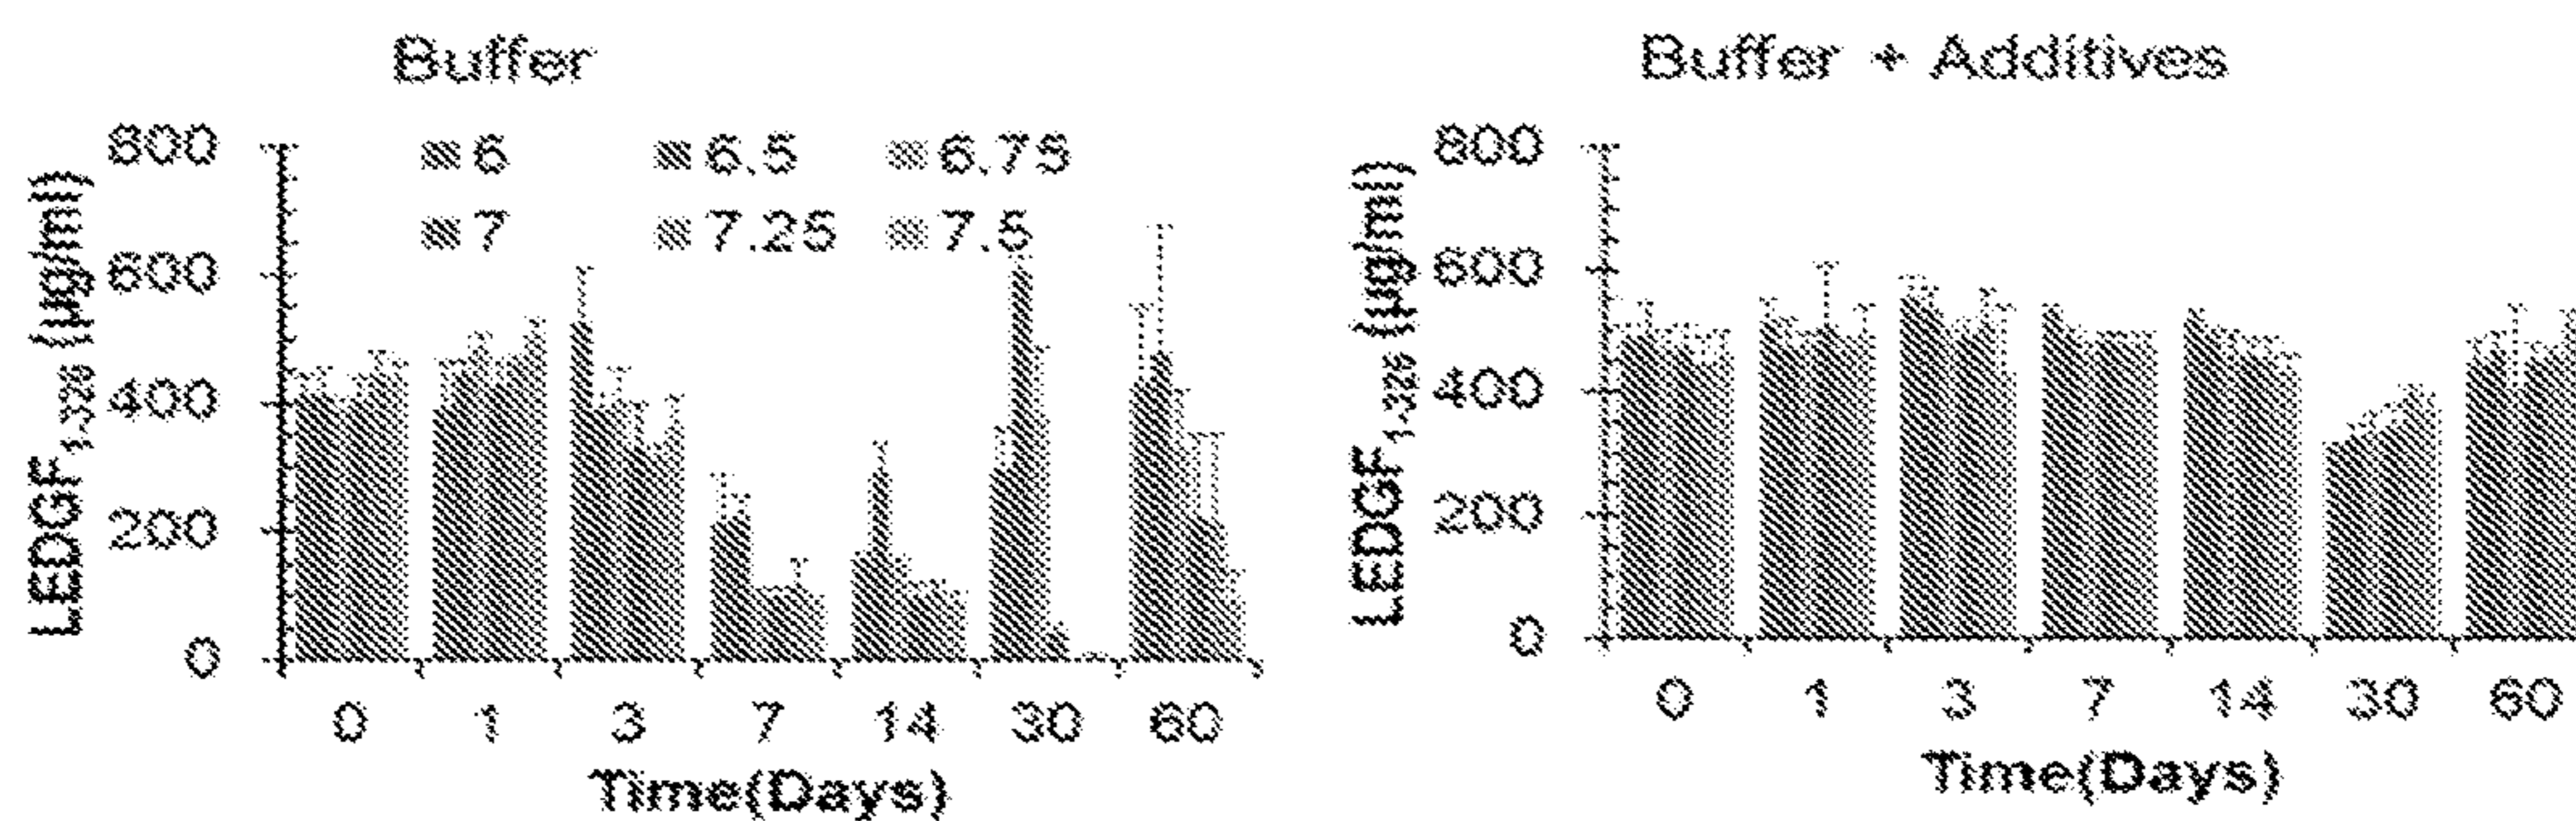 Buffer
800
600
400
200
0
LEDGF1-326 (µg/ml)
6 6.5 6.75
7 7.25 7.5
0 1 3 7 14 30 60
Time(Days)
Buffer + Additives
800
600
400
200
0
LEDGF1-326 (µg/ml)
0 1 3 7 14 30 60
Time(Days)